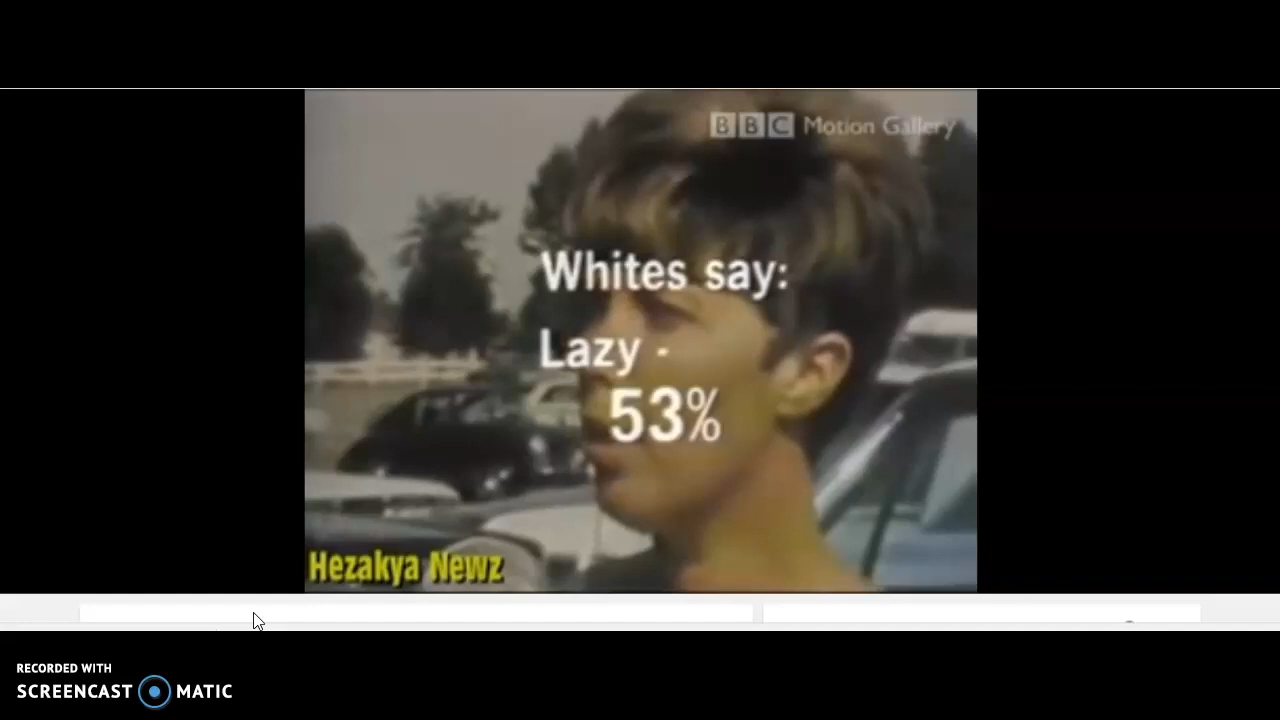 BBC Motion Gallery
Whites say:
Lazy -
53%
Hezakya Newz
RECORDED WITH
SCREENCAST MATIC